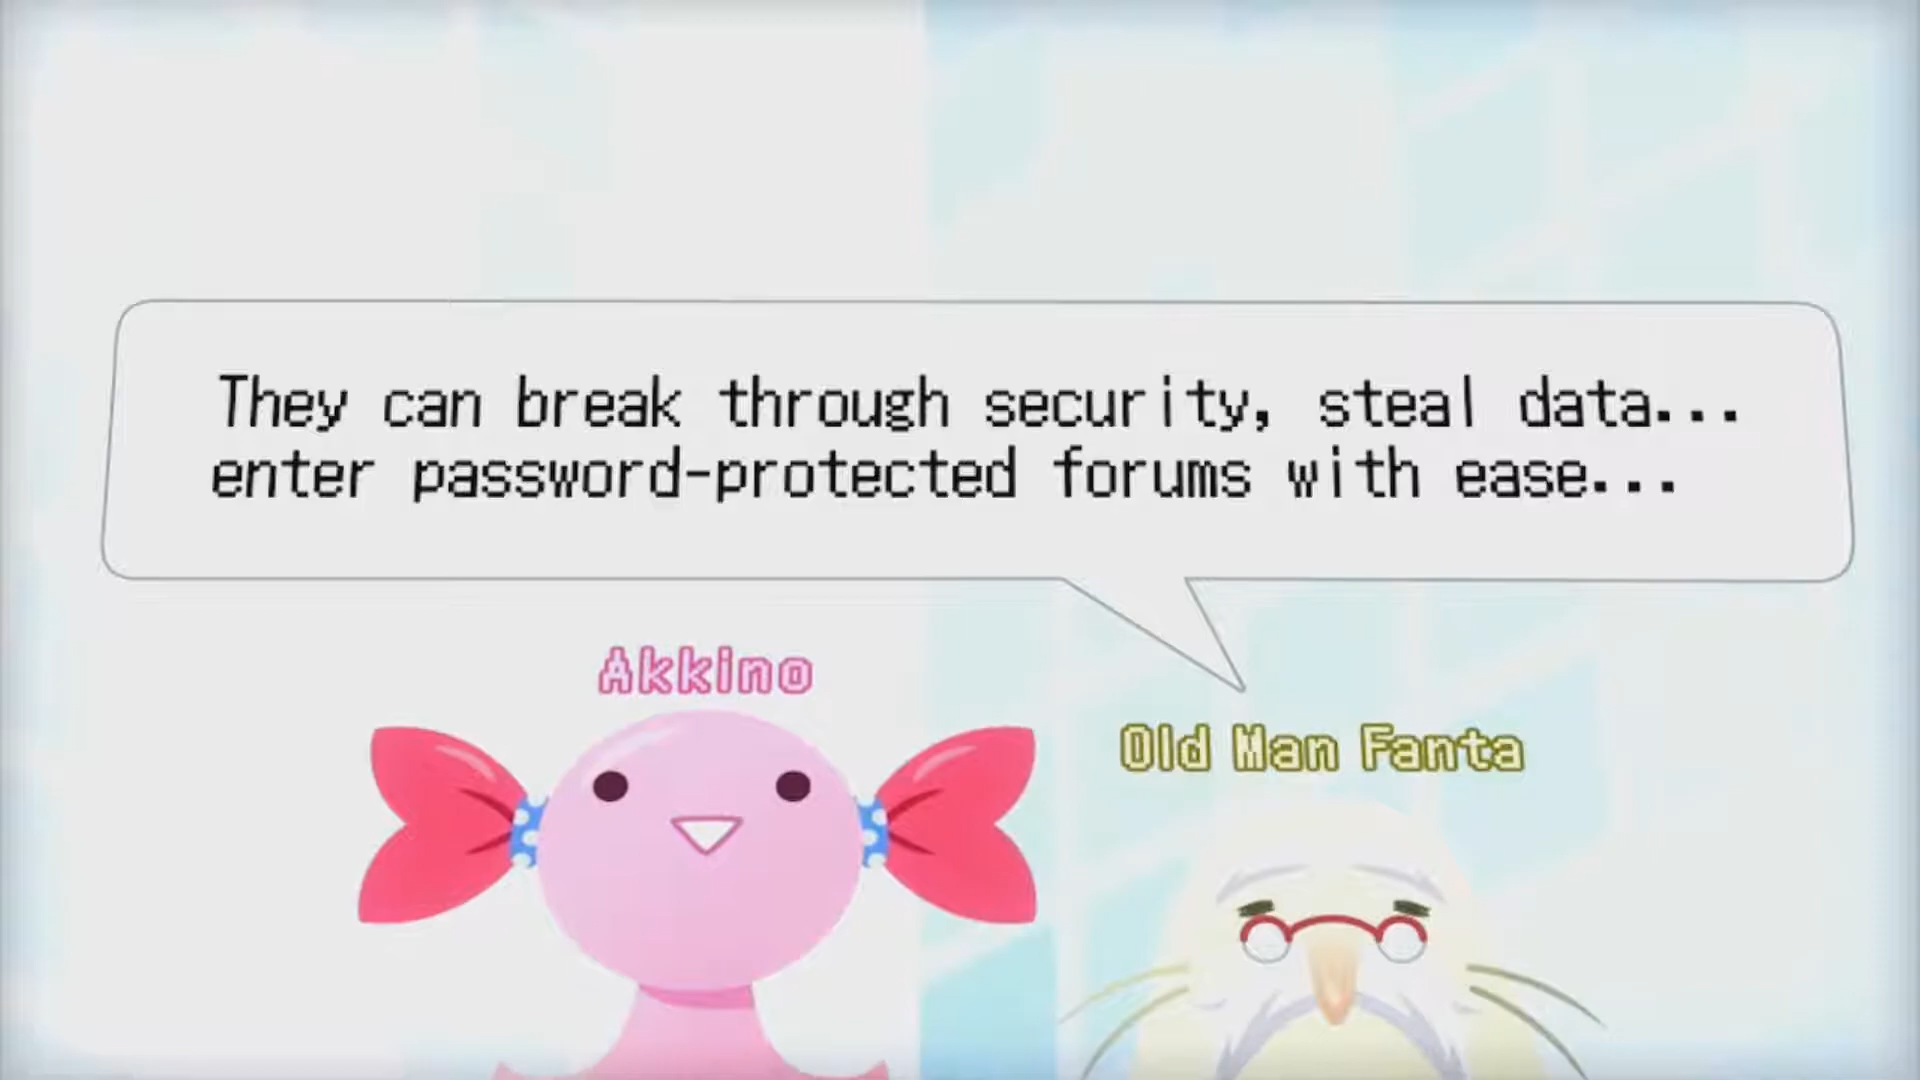 They can break through security, steal data...
enter password-protected forums with ease...
Akkino
Old Man Fanta